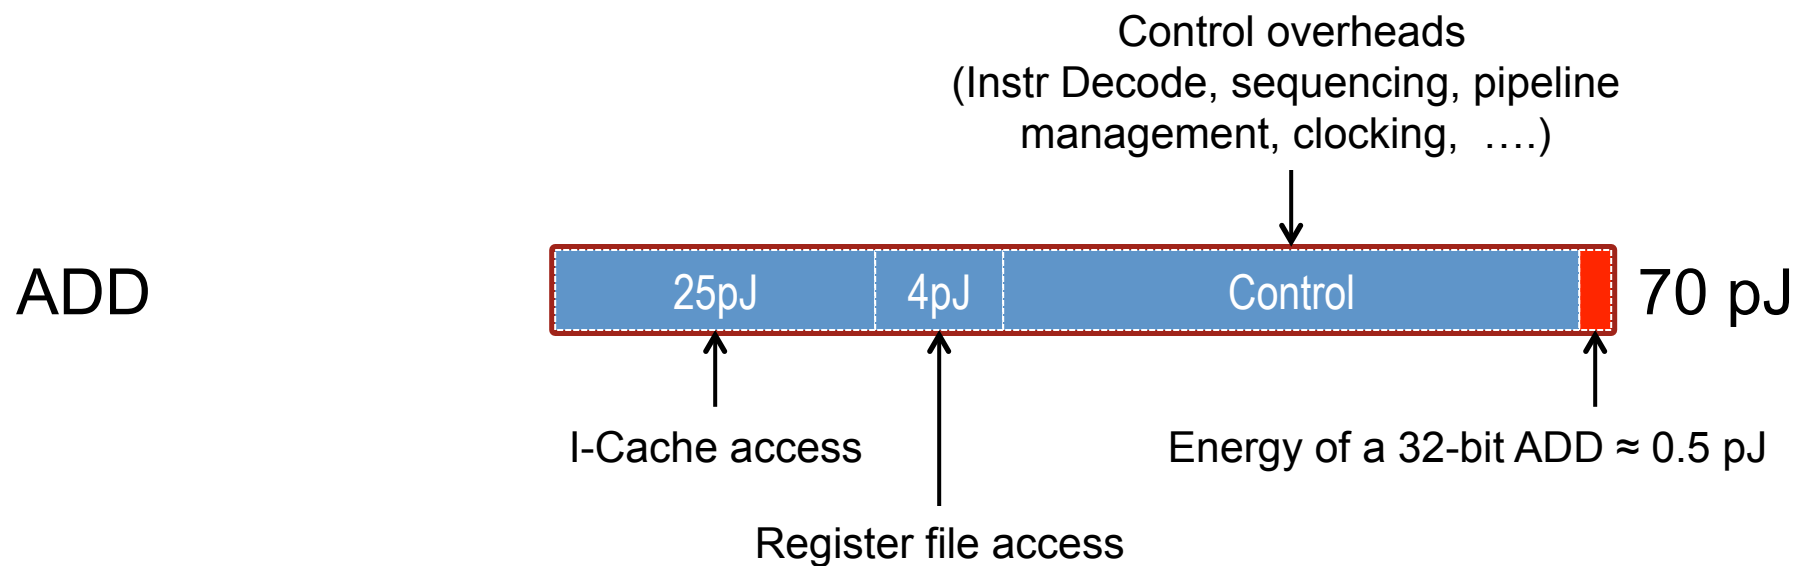 Control overheads
(Instr Decode, sequencing, pipeline
management, clocking,  ….)
ADD
25pJ
4pJ
Control
70 pJ
I-Cache access
Energy of a 32-bit ADD ≈ 0.5 pJ
Register file access